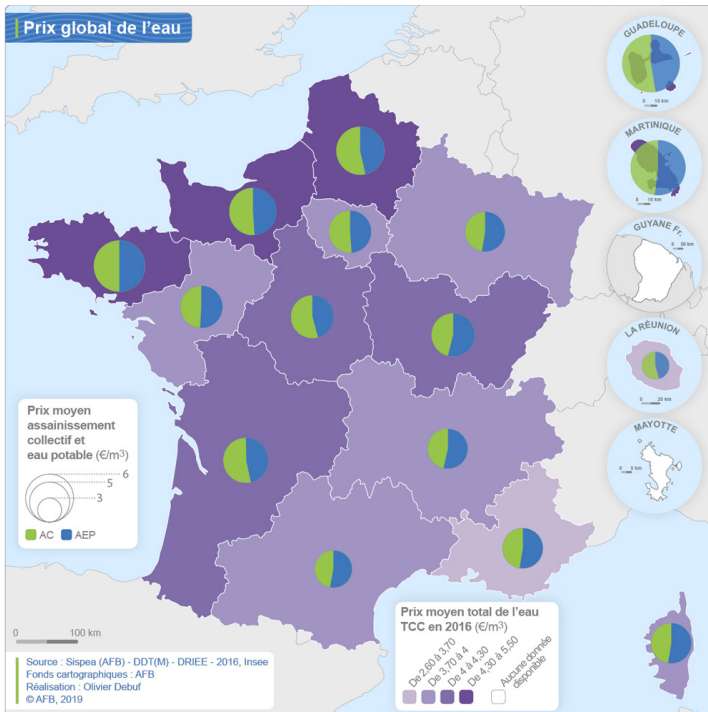 Prix global de l'eau
GUADELOUPE
0 10 km
MARTINIQUE
0 10 km
GUYANE Fr.
0 50 km
LA RÉUNION
0 20 km
MAYOTTE
0 5 km
Prix moyen
assainissement
collectif et
eau potable (€/m³)
6
5
3
AC AEP
0 100 km
Source : Sispea (AFB) - DDT(M) - DRIEE - 2016, Insee
Fonds cartographiques : AFB
Réalisation : Olivier Debuf
© AFB, 2019
Prix moyen total de l'eau
TCC en 2016 (€/m³)
De 2,60 à 3,70
De 3,70 à 4
De 4 à 4,30
De 4,30 à 5,50
Aucune donnée
disponible